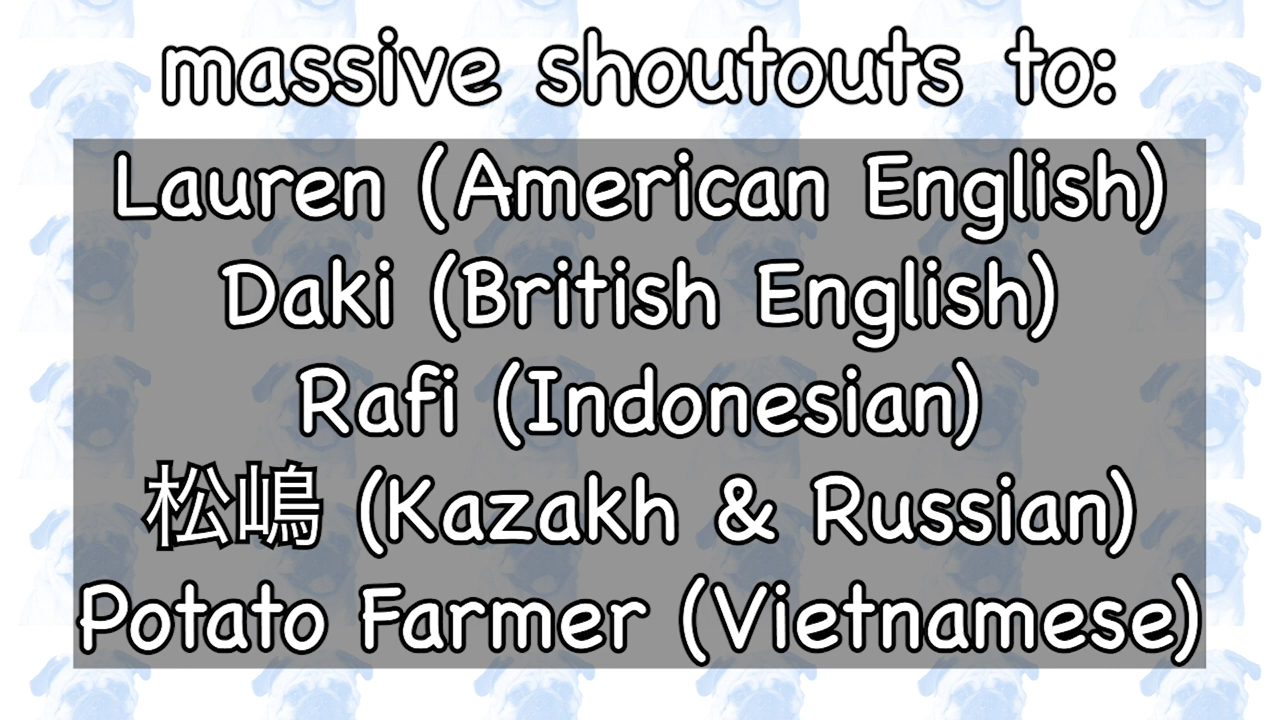 massive shoutouts to:
Lauren (American English)
Daki (British English)
Rafi (Indonesian)
松嶋 (Kazakh & Russian)
Potato Farmer (Vietnamese)